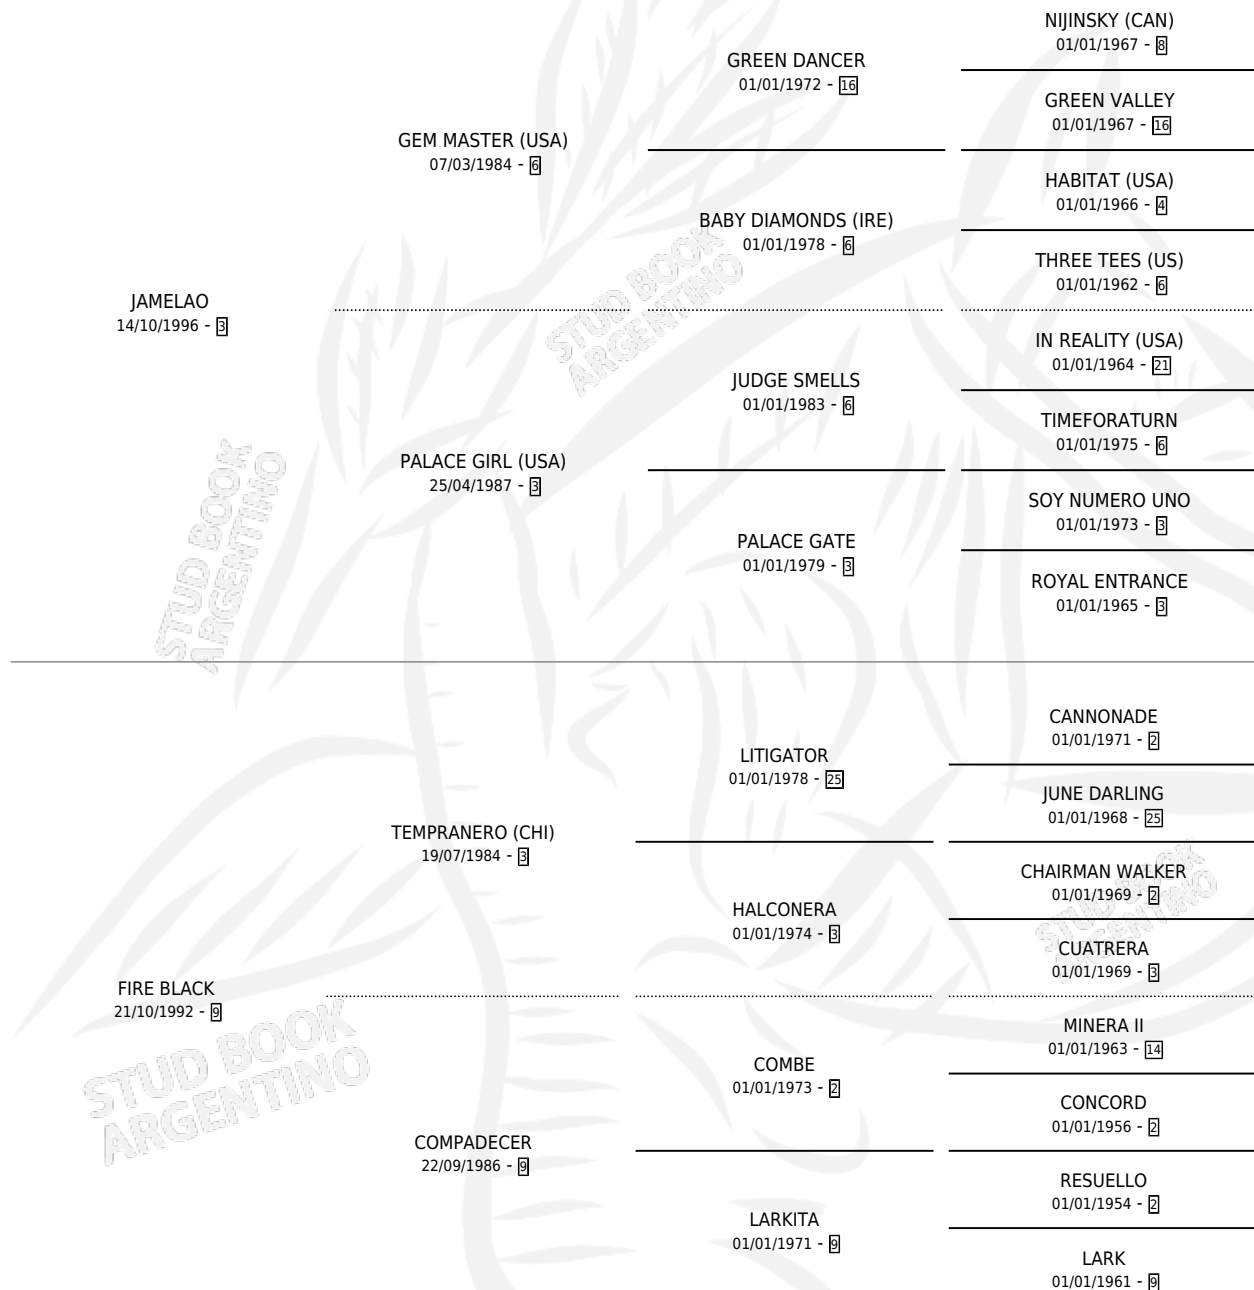 NIJINSKY (CAN)
01/01/1967 - 8
GREEN DANCER
01/01/1972 - 16
GREEN VALLEY
01/01/1967 - 16
GEM MASTER (USA)
07/03/1984 - 6
HABITAT (USA)
01/01/1966 - 4
BABY DIAMONDS (IRE)
01/01/1978 - 6
THREE TEES (US)
01/01/1962 - 6
JAMELAO
14/10/1996 - 3
IN REALITY (USA)
01/01/1964 - 21
JUDGE SMELLS
01/01/1983 - 6
TIMEFORATURN
01/01/1975 - 6
PALACE GIRL (USA)
25/04/1987 - 3
SOY NUMERO UNO
01/01/1973 - 3
PALACE GATE
01/01/1979 - 3
ROYAL ENTRANCE
01/01/1965 - 3
CANNONADE
01/01/1971 - 2
LITIGATOR
01/01/1978 - 25
JUNE DARLING
01/01/1968 - 25
TEMPRANERO (CHI)
19/07/1984 - 3
CHAIRMAN WALKER
01/01/1969 - 2
HALCONERA
01/01/1974 - 3
CUATRERA
01/01/1969 - 3
FIRE BLACK
21/10/1992 - 9
MINERA II
01/01/1963 - 14
COMBE
01/01/1973 - 2
CONCORD
01/01/1956 - 2
COMPADECER
22/09/1986 - 9
RESUELLO
01/01/1954 - 2
LARKITA
01/01/1971 - 9
LARK
01/01/1961 - 9
STUD BOOK
ARGENTINO
STUD BOOK
ARGENTINO
STUD BOOK
ARGENTINO
STUD BOOK
ARGENTINO